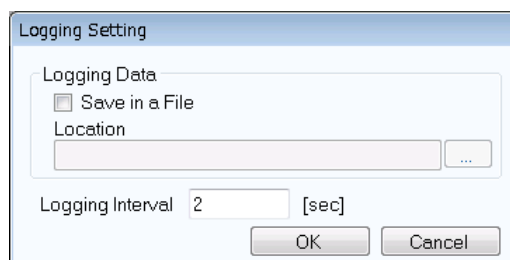 Logging Setting
Logging Data
Save in a File
Location
...
Logging Interval 2 [sec]
OK Cancel